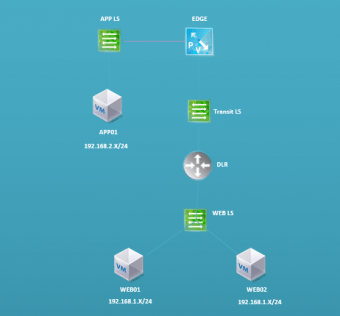 APP LS
EDGE
P
V
VM
APP01
192.168.2.X/24
Transit LS
DLR
WEB LS
VM
VM
WEB01
192.168.1.X/24
WEB02
192.168.1.X/24